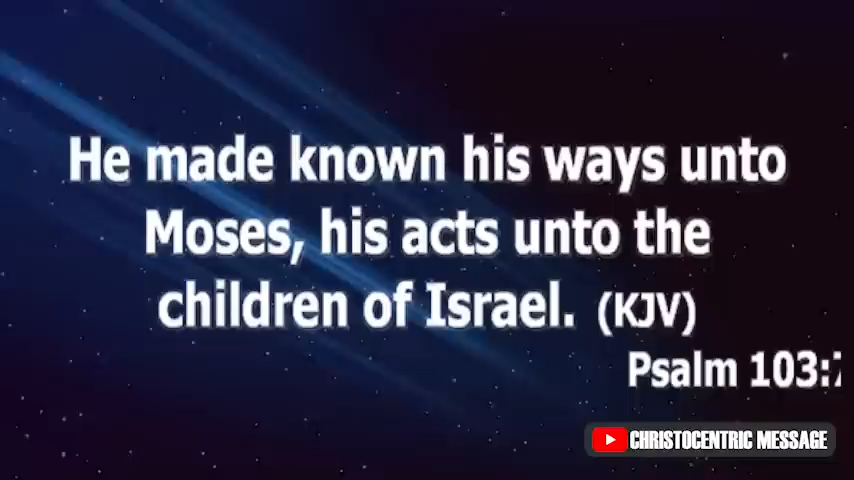 He made known his ways unto
Moses, his acts unto the
children of Israel. (KJV)
Psalm 103:7
CHRISTOCENTRIC MESSAGE